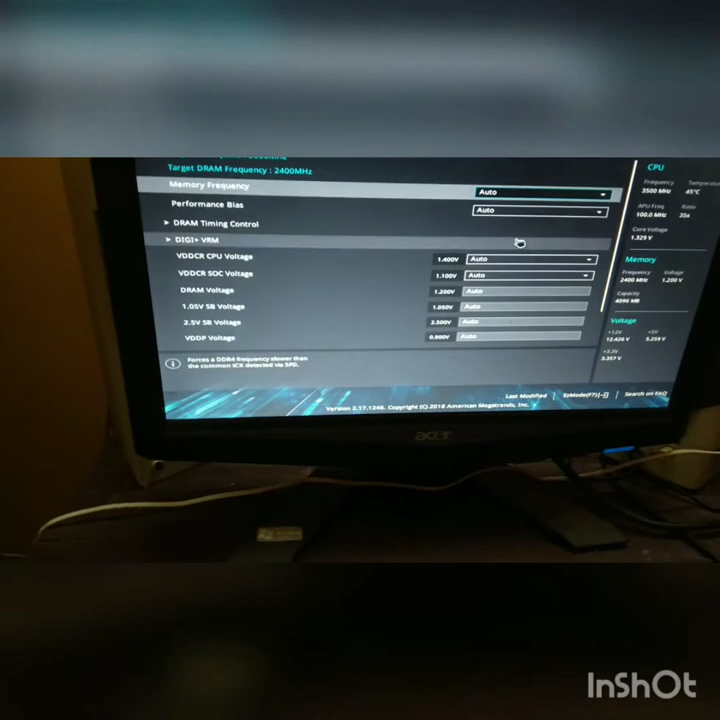 Target DRAM Frequency : 2400MHz
Memory Frequency
Auto
Performance Bias
Auto
DRAM Timing Control
DIGI+ VRM
VDDCR CPU Voltage
1.400V
Auto
VDDCR SOC Voltage
1.100V
Auto
DRAM Voltage
1.200V
Auto
1.05V SB Voltage
1.050V
Auto
2.5V SB Voltage
2.500V
Auto
VDDP Voltage
0.900V
Auto
Forces a DDR4 frequency slower than
the common tCK detected via SPD.
CPU
Frequency
3500 MHz
45°C
APU Freq
Ratio
100.0 MHz
35x
Core Voltage
1.329 V
Memory
Frequency
Voltage
2400 MHz
1.200 V
Capacity
4096 MB
Voltage
+12V
+5V
12.426 V
5.259 V
+3.3V
3.357 V
Last Modified
EzMode(F7)
Search on FAQ
Version 2.17.1246. Copyright (C) 2018 American Megatrends, Inc.
acer
InShOt